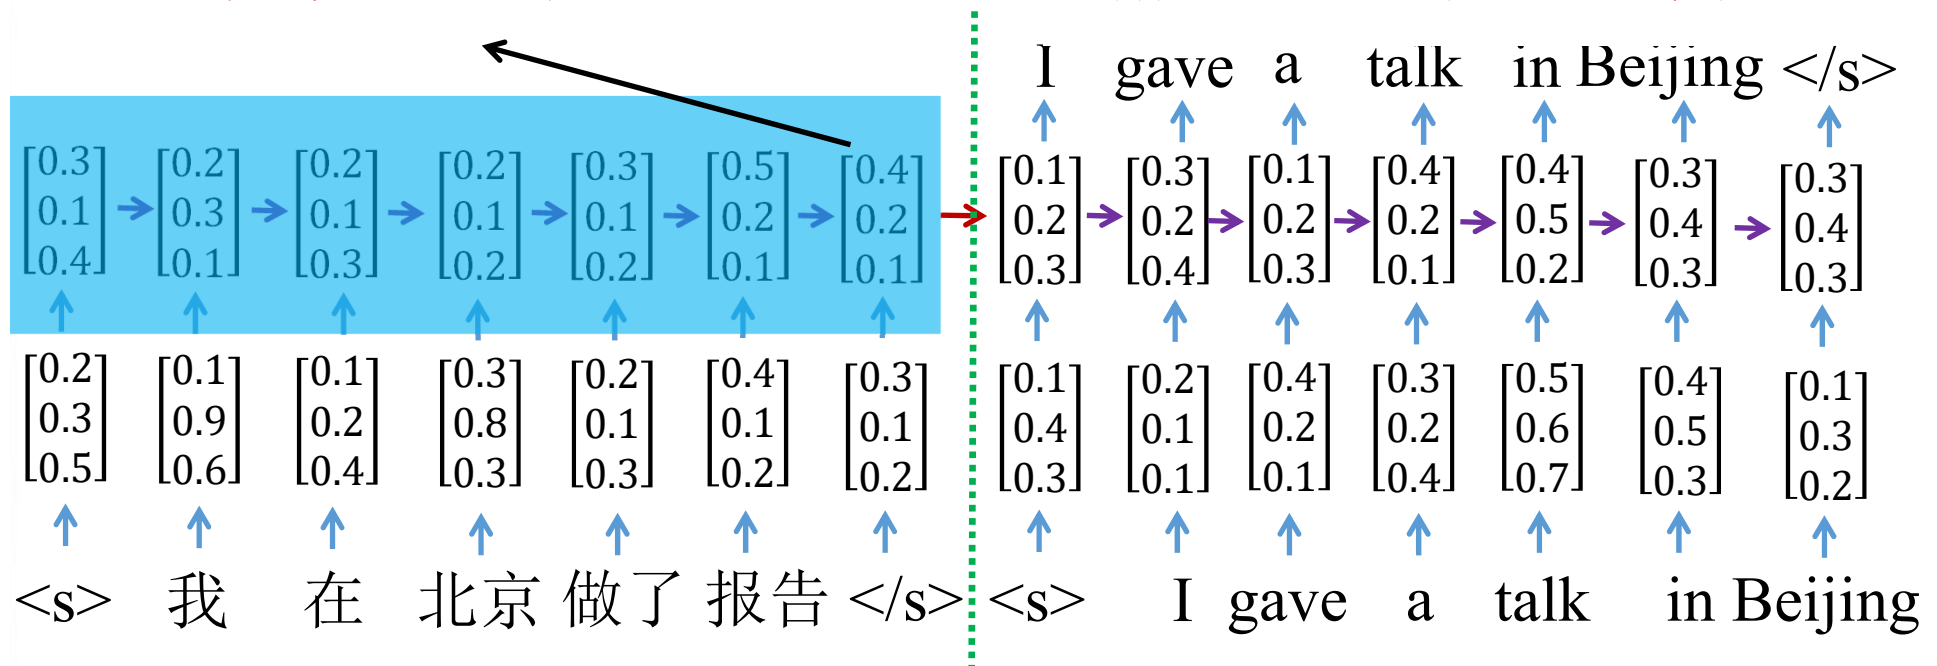 I gave a talk in Beijing </s>
[0.3 0.1 0.4] [0.2 0.3 0.1] [0.2 0.1 0.3] [0.2 0.1 0.2] [0.3 0.1 0.2] [0.5 0.2 0.1] [0.4 0.2 0.1] [0.1 0.2 0.3] [0.3 0.2 0.4] [0.1 0.2 0.3] [0.4 0.2 0.1] [0.4 0.5 0.2] [0.3 0.4 0.3] [0.3 0.4 0.3]
[0.2 0.3 0.5] [0.1 0.9 0.6] [0.1 0.2 0.4] [0.3 0.8 0.3] [0.2 0.1 0.3] [0.4 0.1 0.2] [0.3 0.1 0.2] [0.1 0.4 0.3] [0.2 0.1 0.1] [0.4 0.2 0.1] [0.3 0.2 0.4] [0.5 0.6 0.7] [0.4 0.5 0.3] [0.1 0.3 0.2]
<s> 我 在 北京 做了 报告 </s> <s> I gave a talk in Beijing